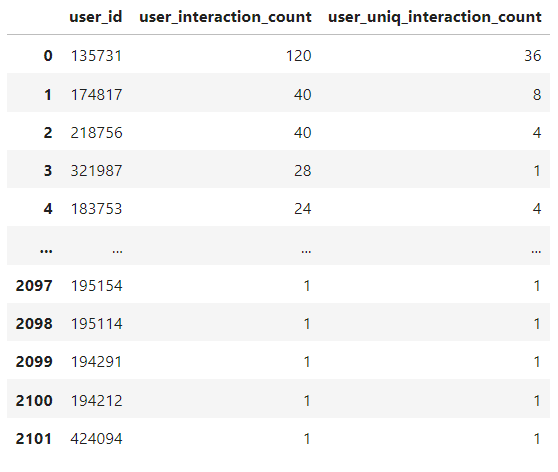 user_id user_interaction_count user_uniq_interaction_count
0 135731 120 36
1 174817 40 8
2 218756 40 4
3 321987 28 1
4 183753 24 4
... ... ... ...
2097 195154 1 1
2098 195114 1 1
2099 194291 1 1
2100 194212 1 1
2101 424094 1 1